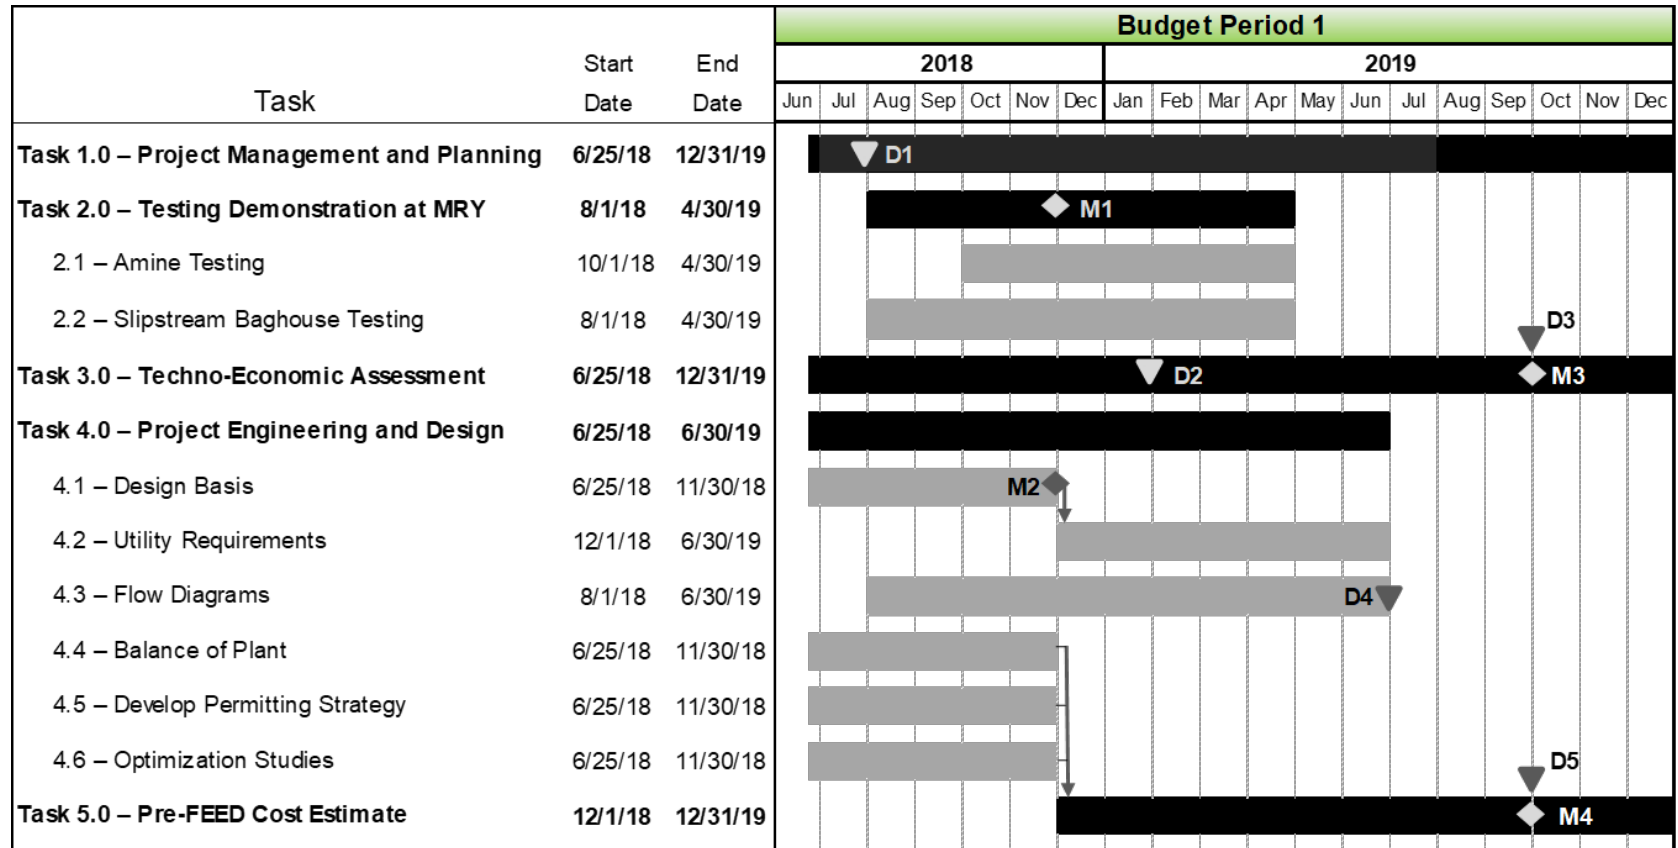 Budget Period 1
Start End 2018 2019
Task Date Date Jun Jul Aug Sep Oct Nov Dec Jan Feb Mar Apr May Jun Jul Aug Sep Oct Nov Dec
Task 1.0 – Project Management and Planning 6/25/18 12/31/19 D1
Task 2.0 – Testing Demonstration at MRY 8/1/18 4/30/19 M1
2.1 – Amine Testing 10/1/18 4/30/19
2.2 – Slipstream Baghouse Testing 8/1/18 4/30/19 D3
Task 3.0 – Techno-Economic Assessment 6/25/18 12/31/19 D2 M3
Task 4.0 – Project Engineering and Design 6/25/18 6/30/19
4.1 – Design Basis 6/25/18 11/30/18 M2
4.2 – Utility Requirements 12/1/18 6/30/19
4.3 – Flow Diagrams 8/1/18 6/30/19 D4
4.4 – Balance of Plant 6/25/18 11/30/18
4.5 – Develop Permitting Strategy 6/25/18 11/30/18
4.6 – Optimization Studies 6/25/18 11/30/18 D5
Task 5.0 – Pre-FEED Cost Estimate 12/1/18 12/31/19 M4